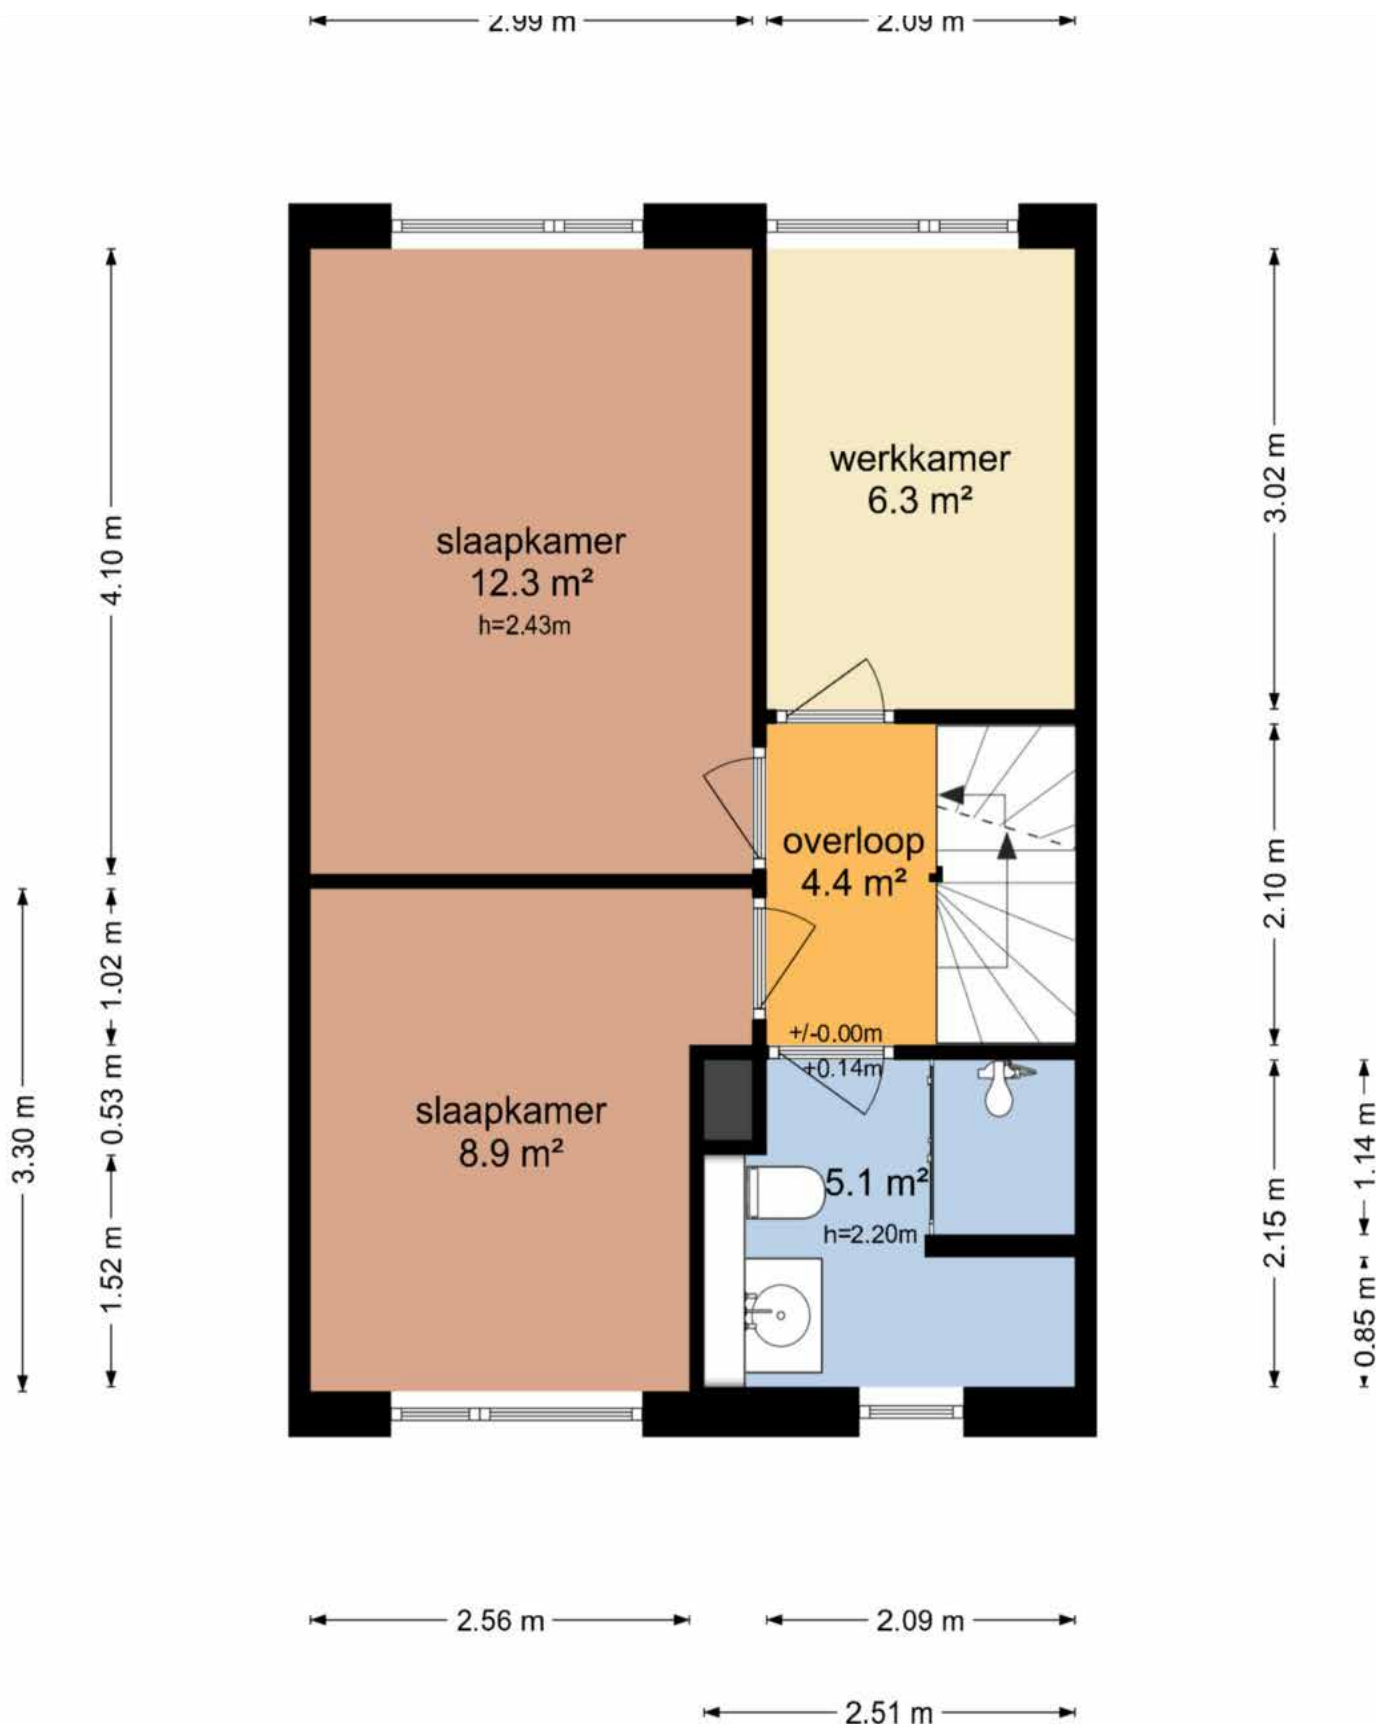 2.99 m
2.09 m
4.10 m
3.02 m
werkkamer
6.3 m²
slaapkamer
12.3 m²
h=2.43m
overloop
4.4 m²
2.10 m
1.02 m
3.30 m
0.53 m
+/-0.00m
+0.14m
slaapkamer
8.9 m²
5.1 m²
h=2.20m
1.14 m
2.15 m
1.52 m
0.85 m
2.56 m
2.09 m
2.51 m